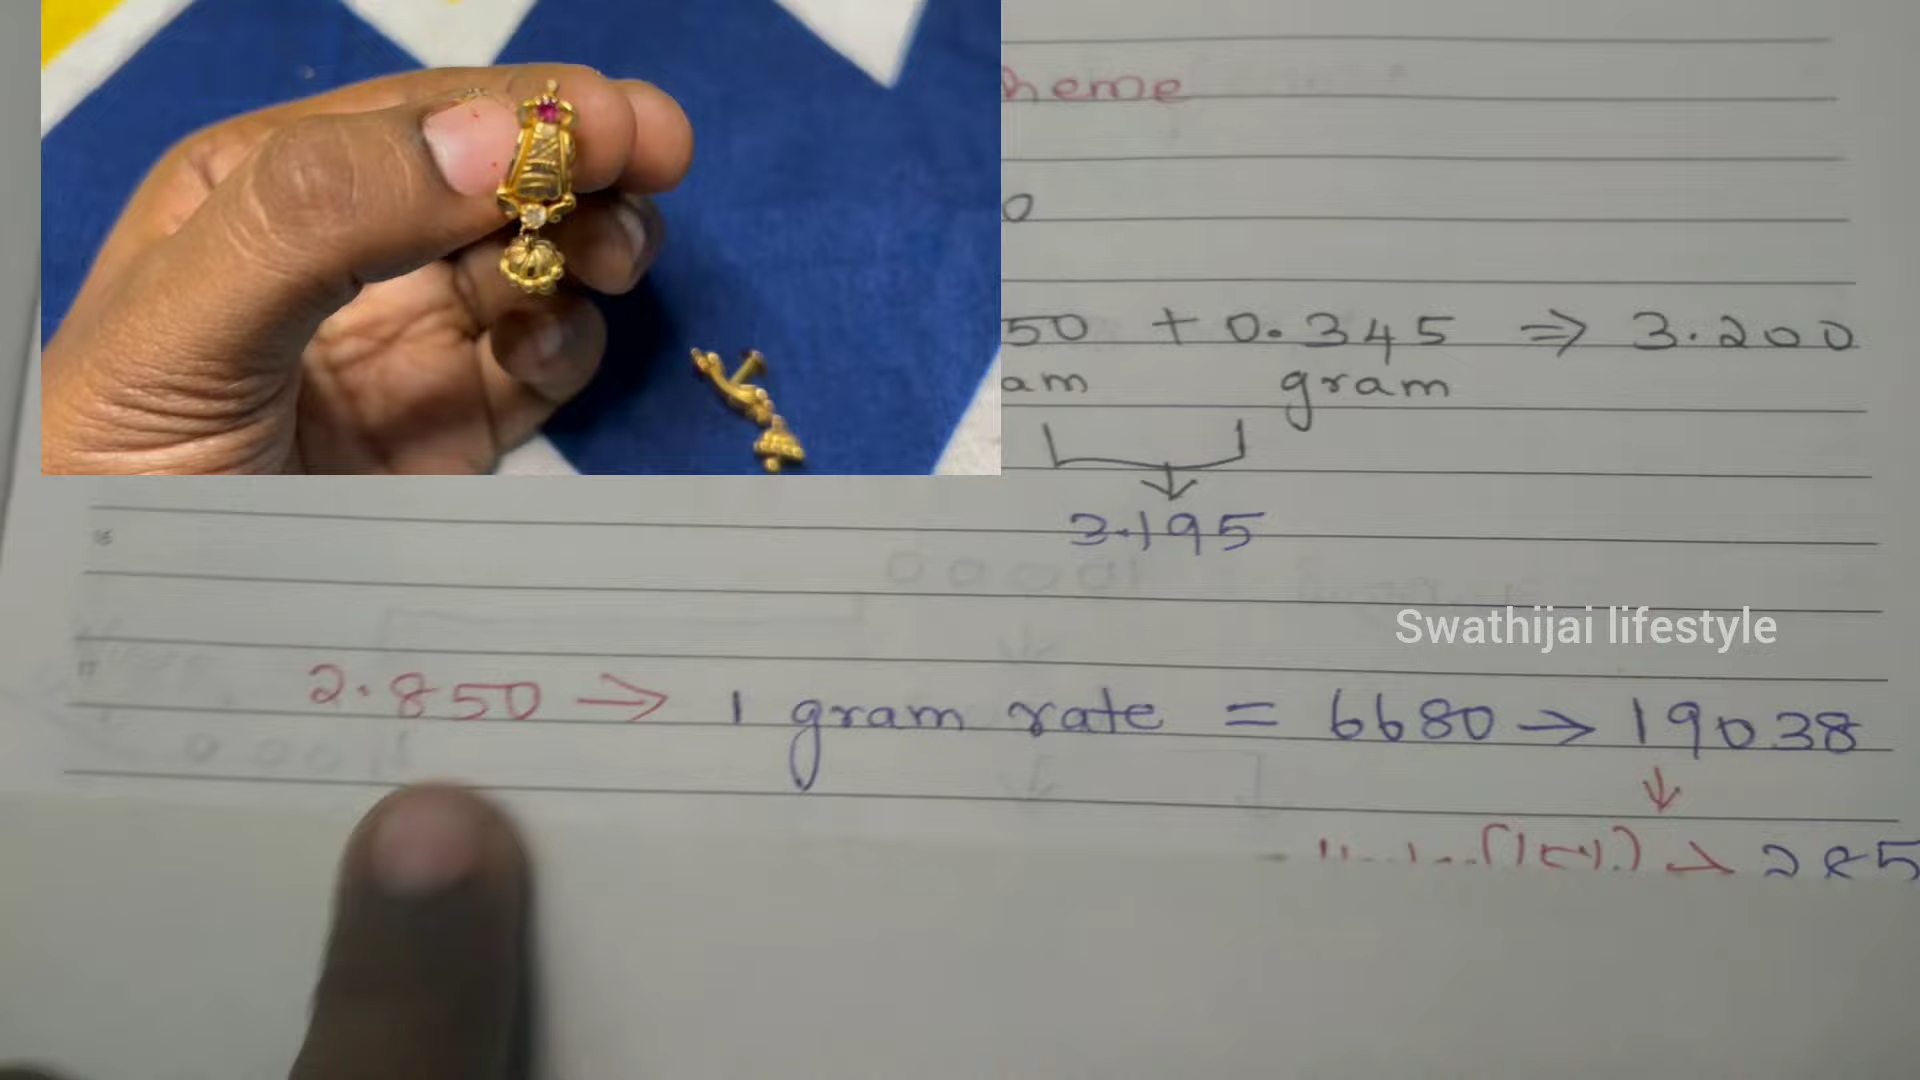 heme
0
50 + 0.345 ⇒ 3.200
am gram
3.195
Swathijai lifestyle
2.850 → 1 gram rate = 6680 → 19038